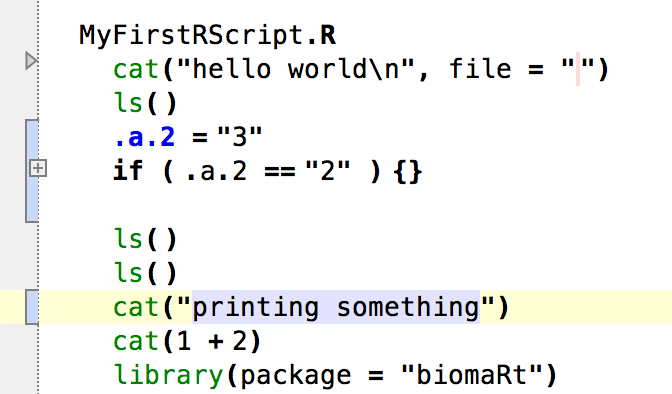 MyFirstRScript.R
cat("hello world\n", file = " ")
ls()
.a.2 = "3"
if ( .a.2 == "2" ) {}
ls()
ls()
cat("printing something")
cat(1 + 2)
library(package = "biomaRt")